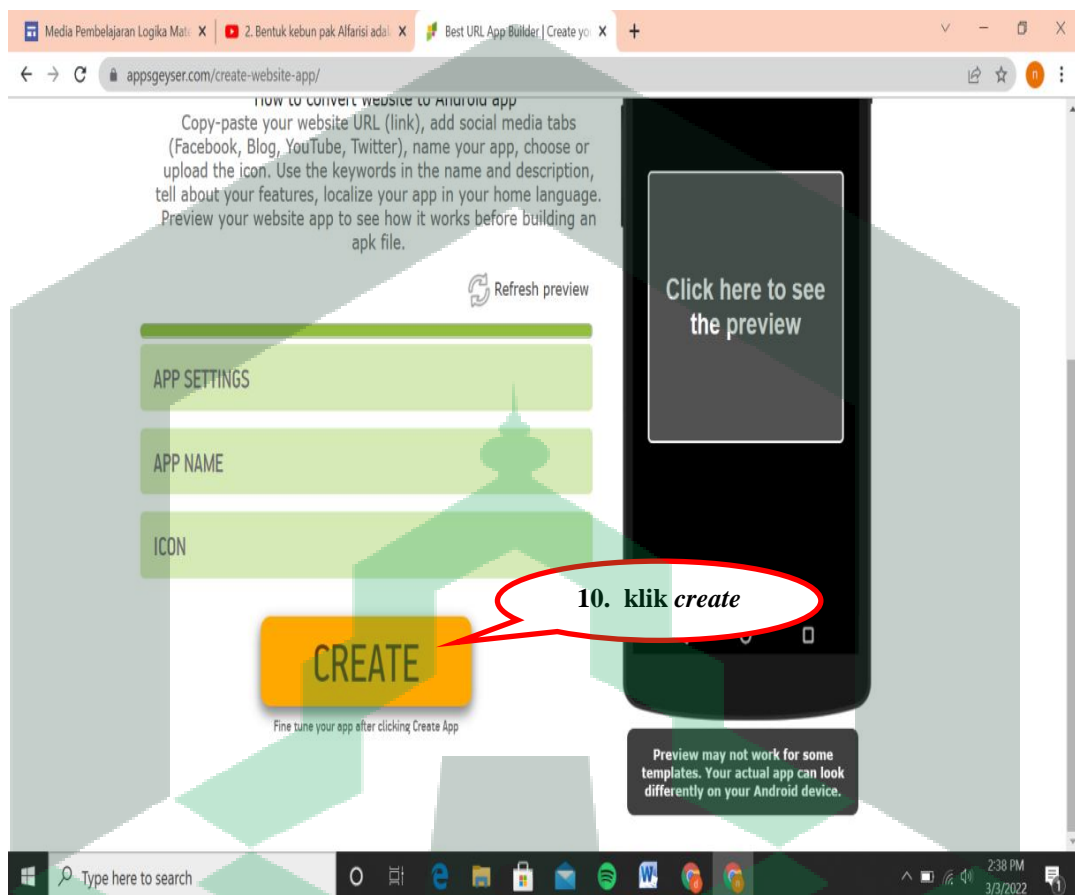 Media Pembelajaran Logika Mat
2. Bentuk kebun pak Alfarisi adal
Best URL App Builder | Create yo
appsgeyser.com/create-website-app/
n
How to convert website to Android app
Copy-paste your website URL (link), add social media tabs
(Facebook, Blog, YouTube, Twitter), name your app, choose or
upload the icon. Use the keywords in the name and description,
tell about your features, localize your app in your home language.
Preview your website app to see how it works before building an
apk file.
Refresh preview
Click here to see
the preview
APP SETTINGS
APP NAME
ICON
10. klik create
CREATE
Fine tune your app after clicking Create App
Preview may not work for some
templates. Your actual app can look
differently on your Android device.
Type here to search
2:38 PM
3/3/2022
1